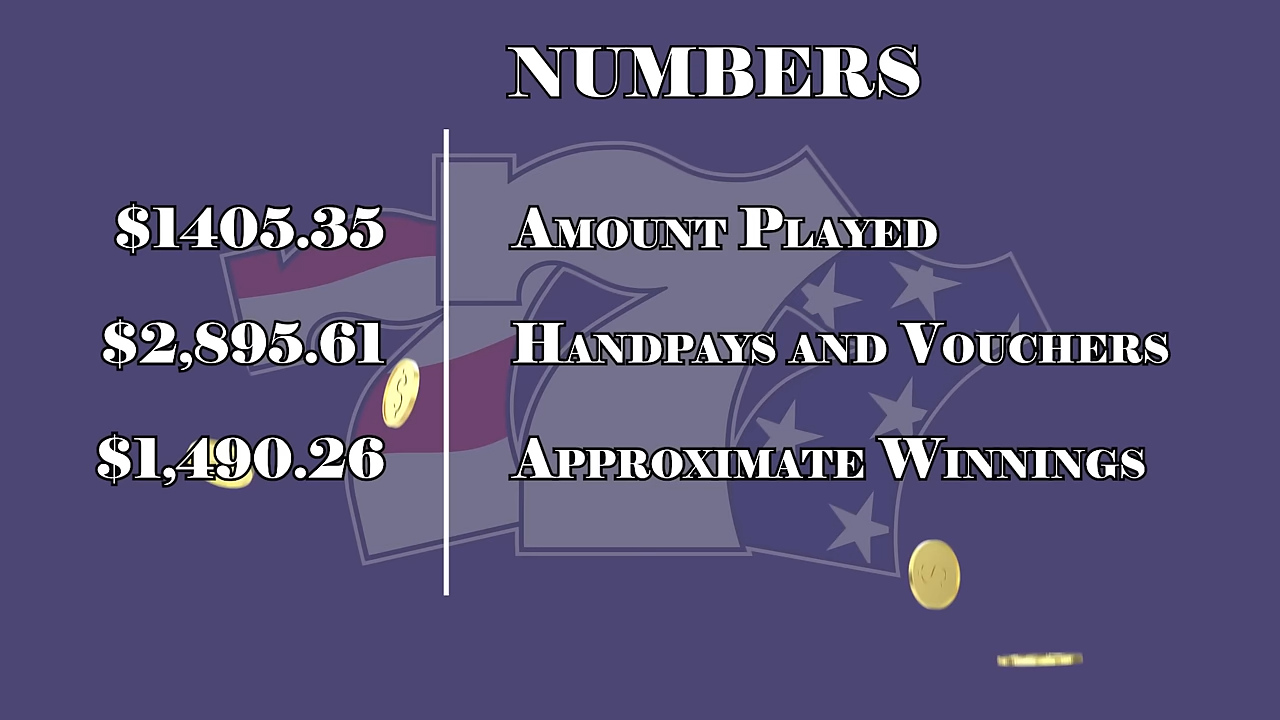 NUMBERS
$1405.35 AMOUNT PLAYED
$2,895.61 HANDPAYS AND VOUCHERS
$1,490.26 APPROXIMATE WINNINGS